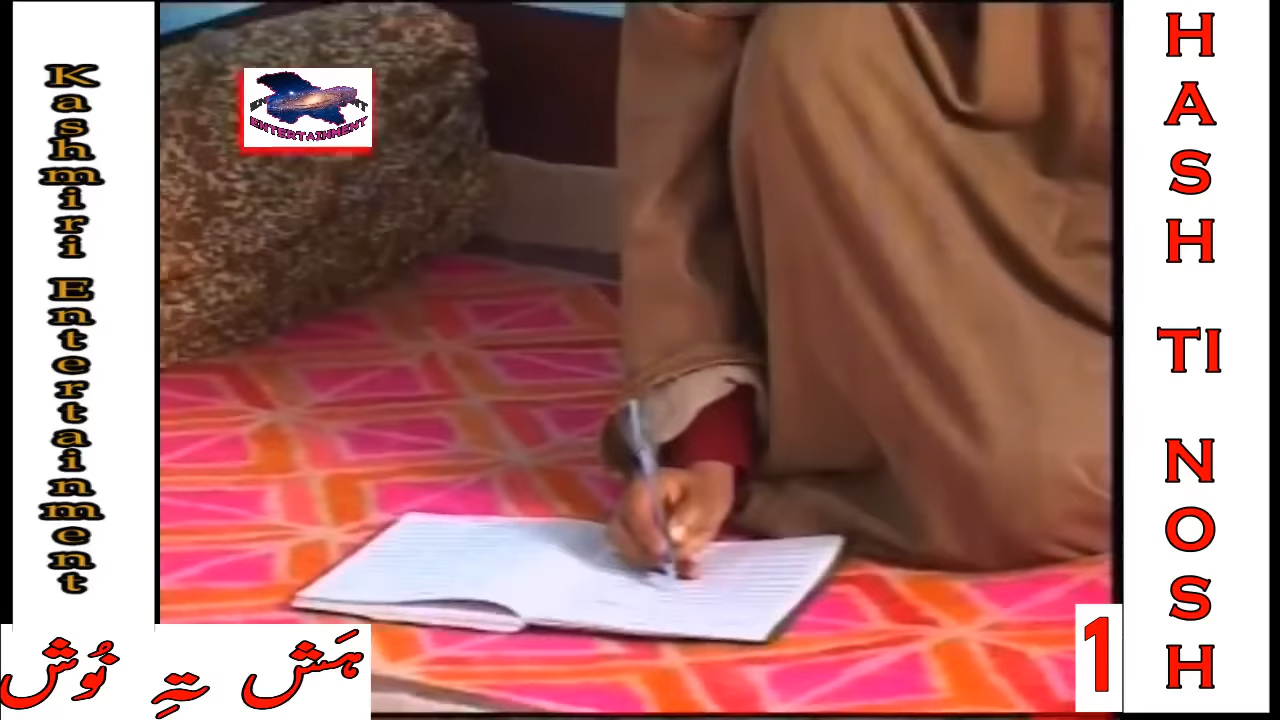 Kashmiri Entertainment
ENTERTAINMENT
HASH TI NOSH
ہَش تہِ نُوش
1